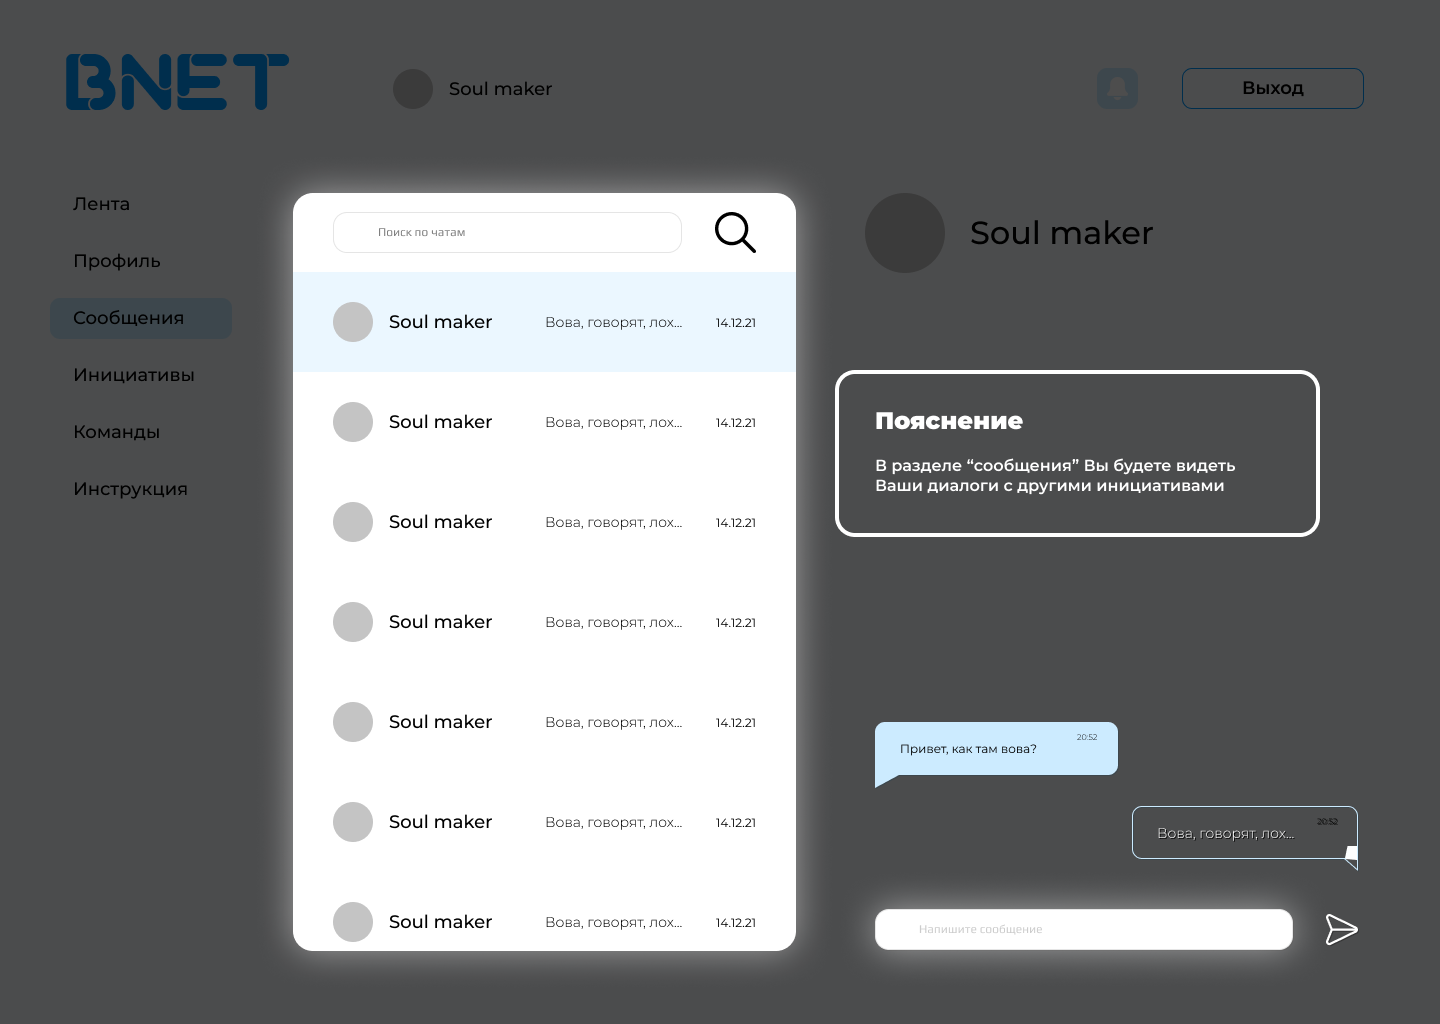 BNET
Soul maker
Выход
Лента
Профиль
Сообщения
Инициативы
Команды
Инструкция
Поиск по чатам
Soul maker Вова, говорят, лох... 14.12.21
Soul maker Вова, говорят, лох... 14.12.21
Soul maker Вова, говорят, лох... 14.12.21
Soul maker Вова, говорят, лох... 14.12.21
Soul maker Вова, говорят, лох... 14.12.21
Soul maker Вова, говорят, лох... 14.12.21
Soul maker Вова, говорят, лох... 14.12.21
Soul maker
Пояснение
В разделе “сообщения” Вы будете видеть
Ваши диалоги с другими инициативами
20:52
Привет, как там вова?
20:52
Вова, говорят, лох...
Напишите сообщение